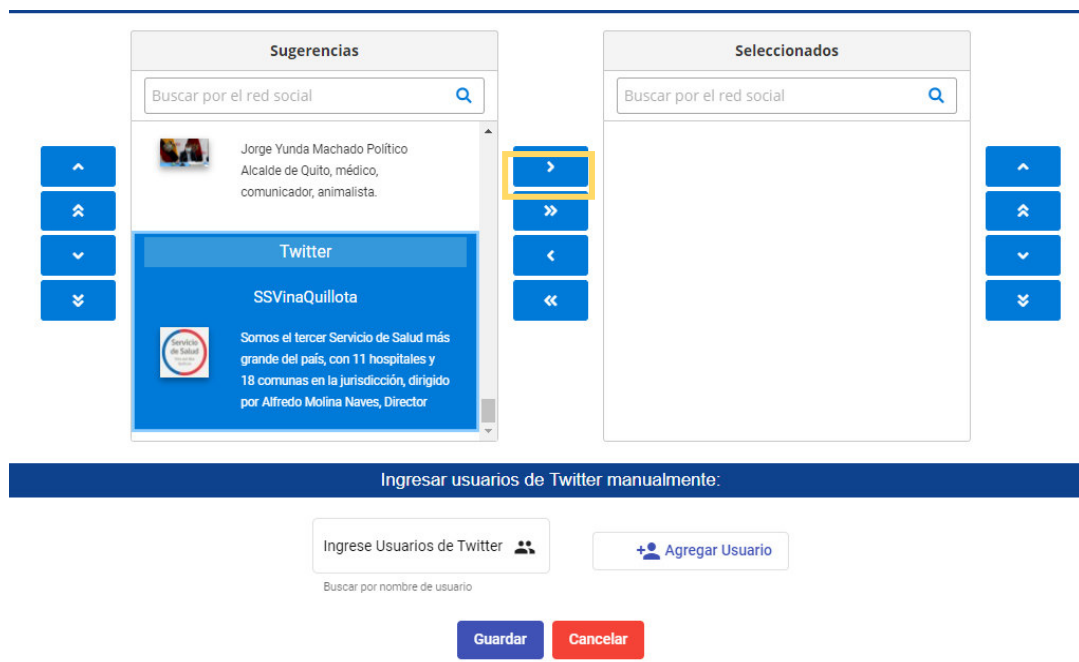 Sugerencias
Seleccionados
Buscar por el red social
Buscar por el red social
Jorge Yunda Machado Político
Alcalde de Quito, médico,
comunicador, animalista.
Twitter
SSVinaQuillota
Servicio
de Salud
Somos el tercer Servicio de Salud más
grande del país, con 11 hospitales y
18 comunas en la jurisdicción, dirigido
por Alfredo Molina Naves, Director
Ingresar usuarios de Twitter manualmente:
Ingrese Usuarios de Twitter
Agregar Usuario
Buscar por nombre de usuario
Guardar
Cancelar